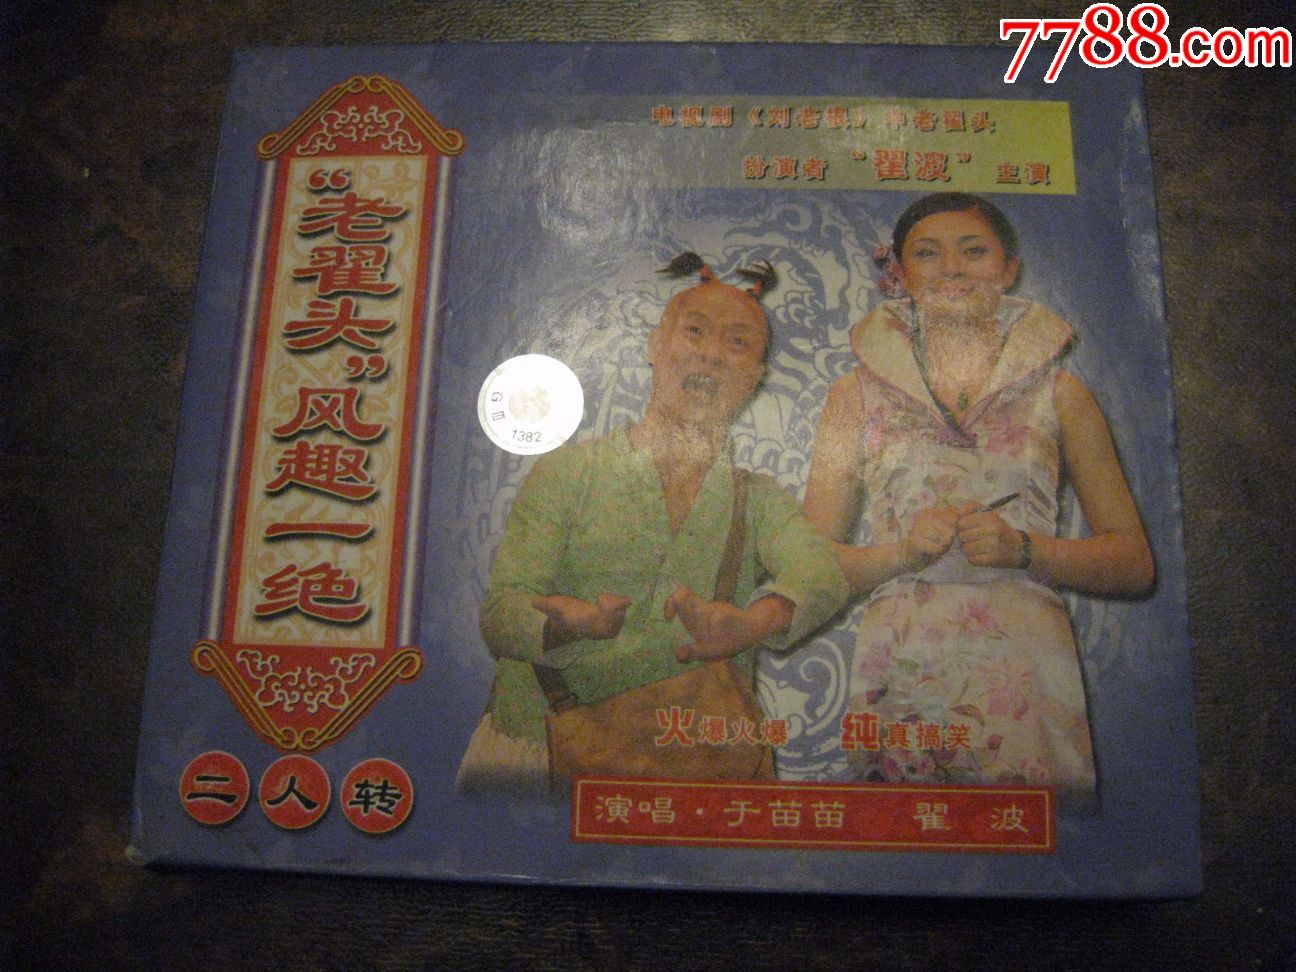 7788.com
电视剧《刘老根》中老翟头
扮演者“翟波”主演
“老翟头”风趣一绝
GⅢ
1382
火爆火爆 纯真搞笑
二人转
演唱·于苗苗 翟波